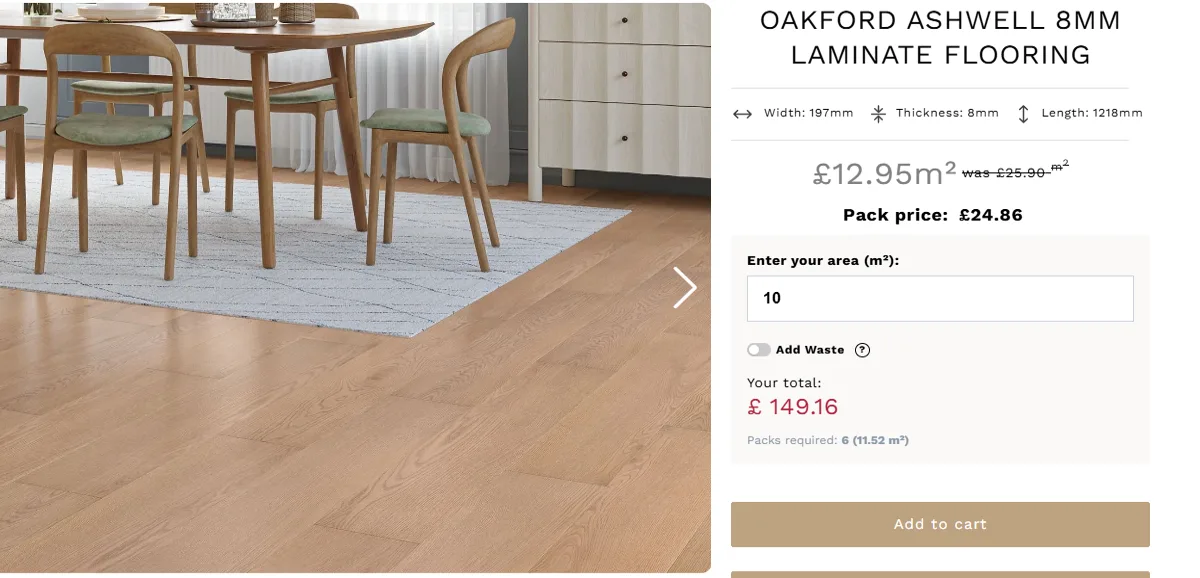 OAKFORD ASHWELL 8MM
LAMINATE FLOORING
Width: 197mm Thickness: 8mm Length: 1218mm
£12.95m² was £25.90 m²
Pack price: £24.86
Enter your area (m²):
10
Add Waste ?
Your total:
£ 149.16
Packs required: 6 (11.52 m²)
Add to cart